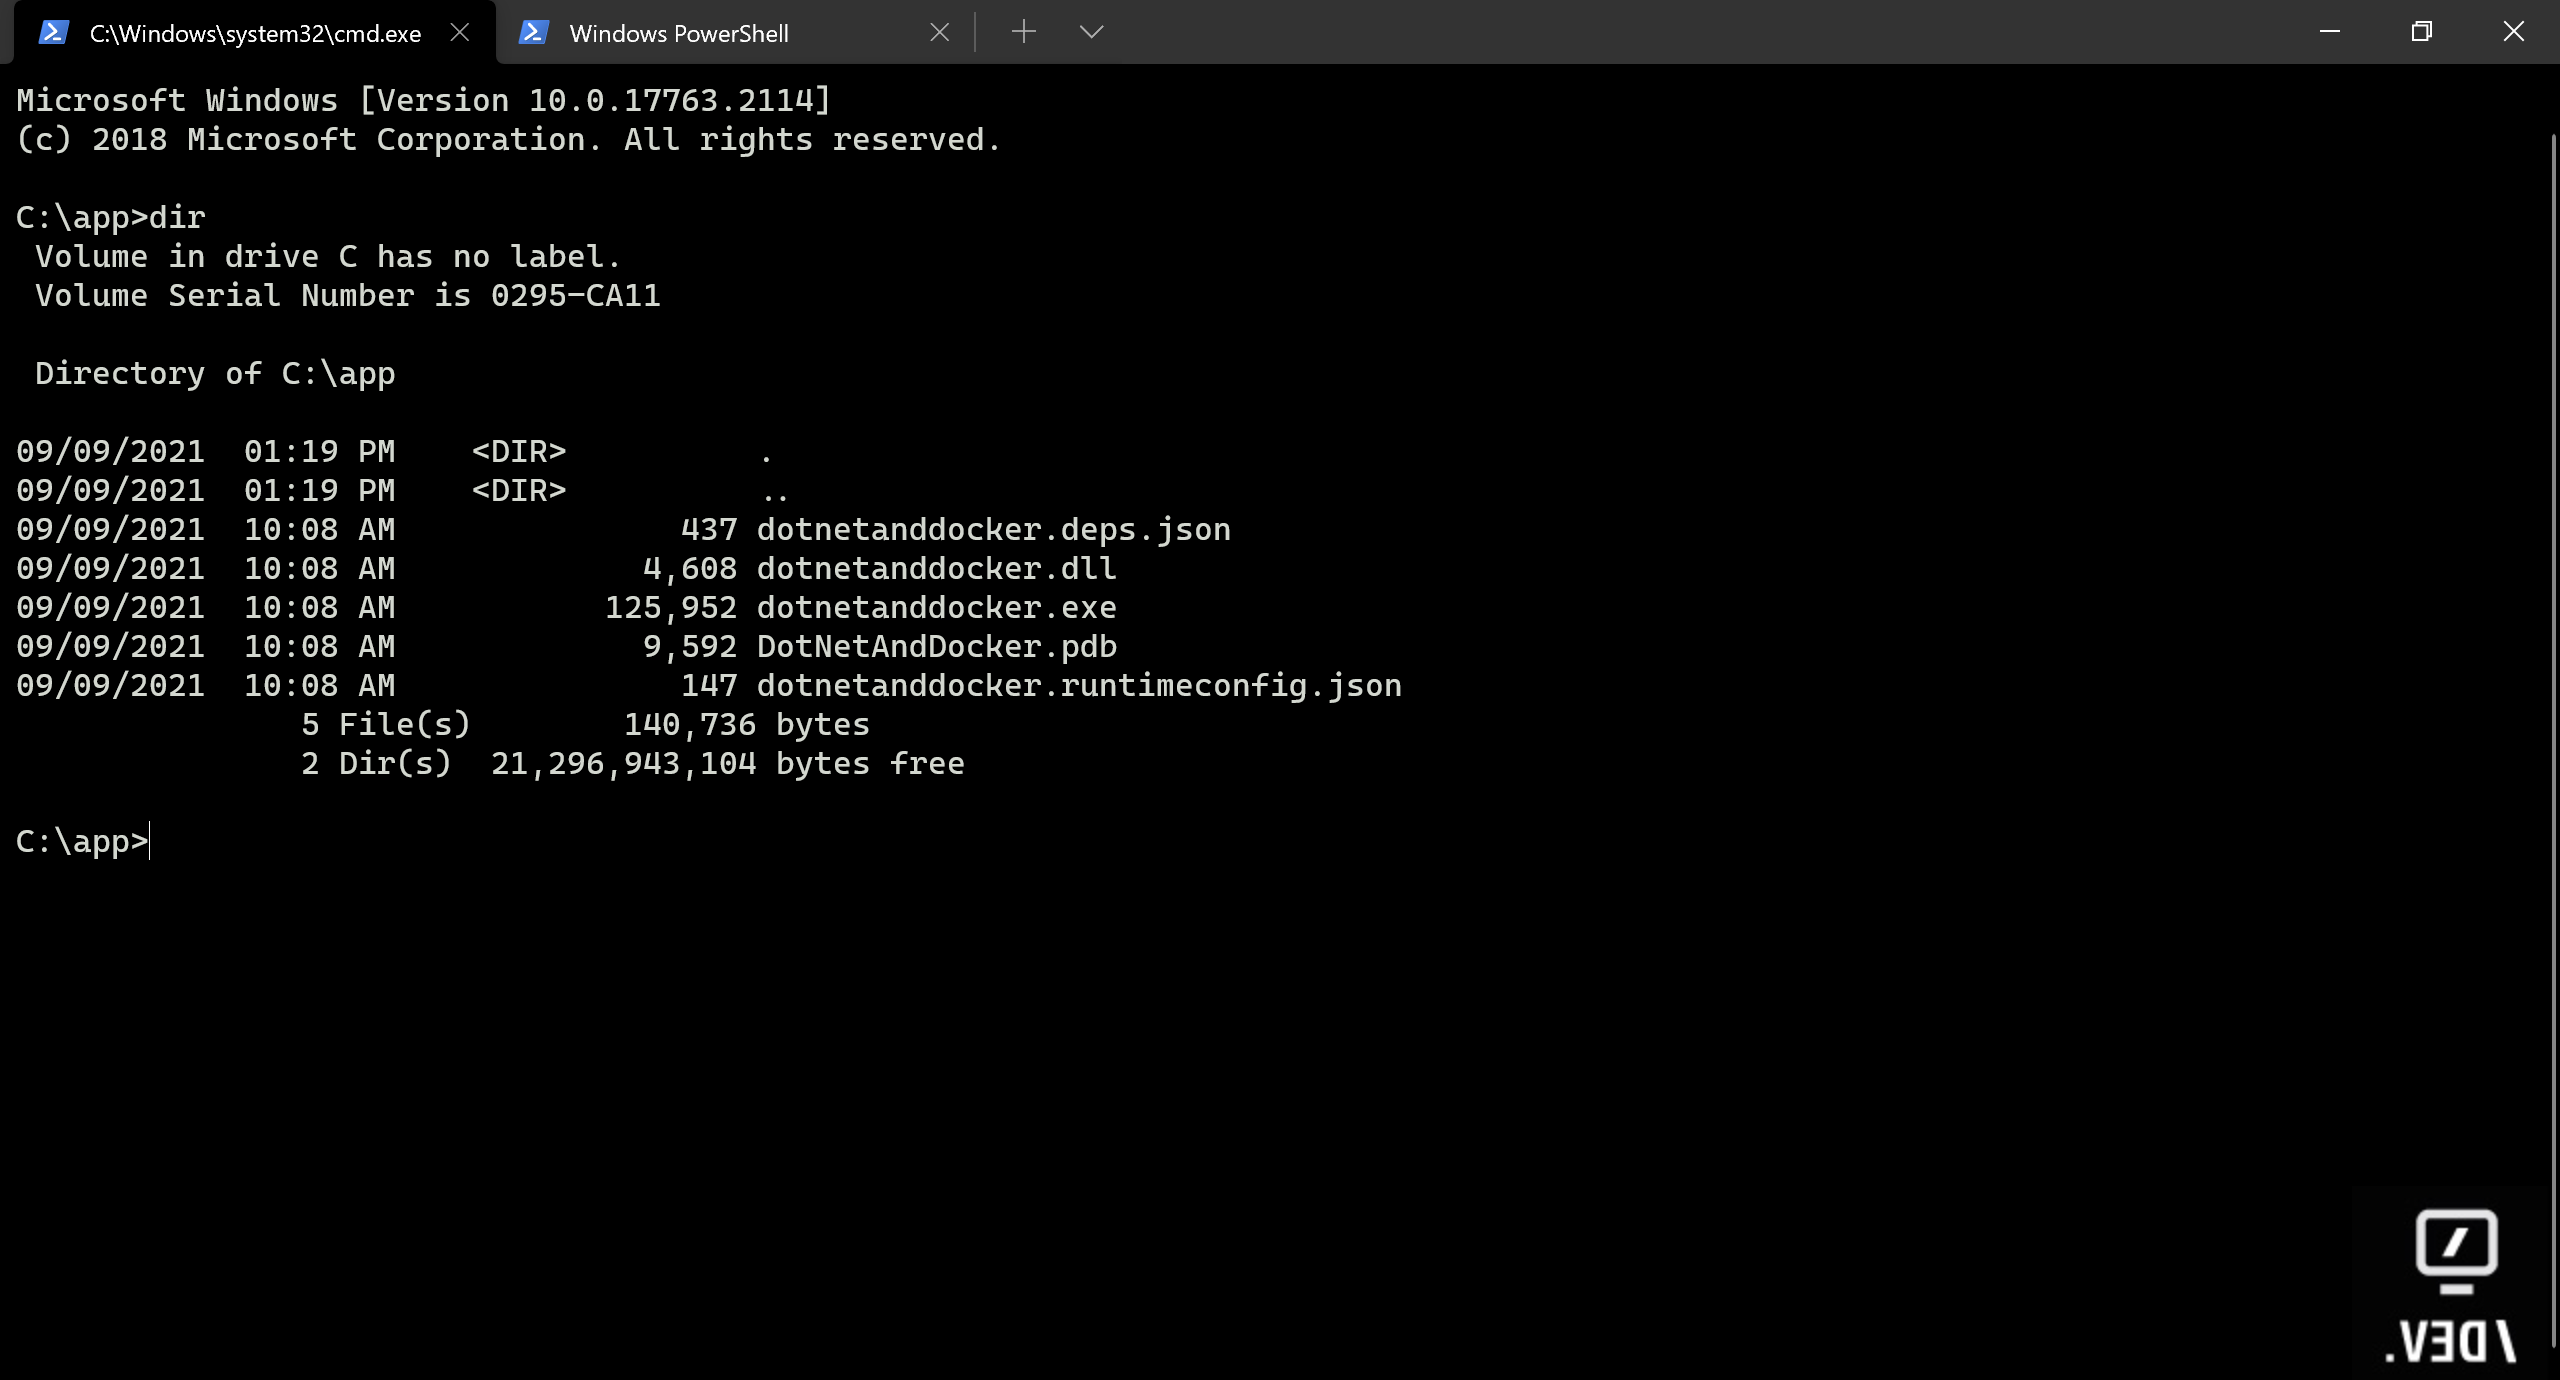 C:\Windows\system32\cmd.exe
Windows PowerShell
Microsoft Windows [Version 10.0.17763.2114]
(c) 2018 Microsoft Corporation. All rights reserved.
C:\app>dir
 Volume in drive C has no label.
 Volume Serial Number is 0295-CA11
 Directory of C:\app
09/09/2021  01:19 PM    <DIR>          .
09/09/2021  01:19 PM    <DIR>          ..
09/09/2021  10:08 AM               437 dotnetanddocker.deps.json
09/09/2021  10:08 AM             4,608 dotnetanddocker.dll
09/09/2021  10:08 AM           125,952 dotnetanddocker.exe
09/09/2021  10:08 AM             9,592 DotNetAndDocker.pdb
09/09/2021  10:08 AM               147 dotnetanddocker.runtimeconfig.json
               5 File(s)        140,736 bytes
               2 Dir(s)  21,296,943,104 bytes free
C:\app>
/DEV.